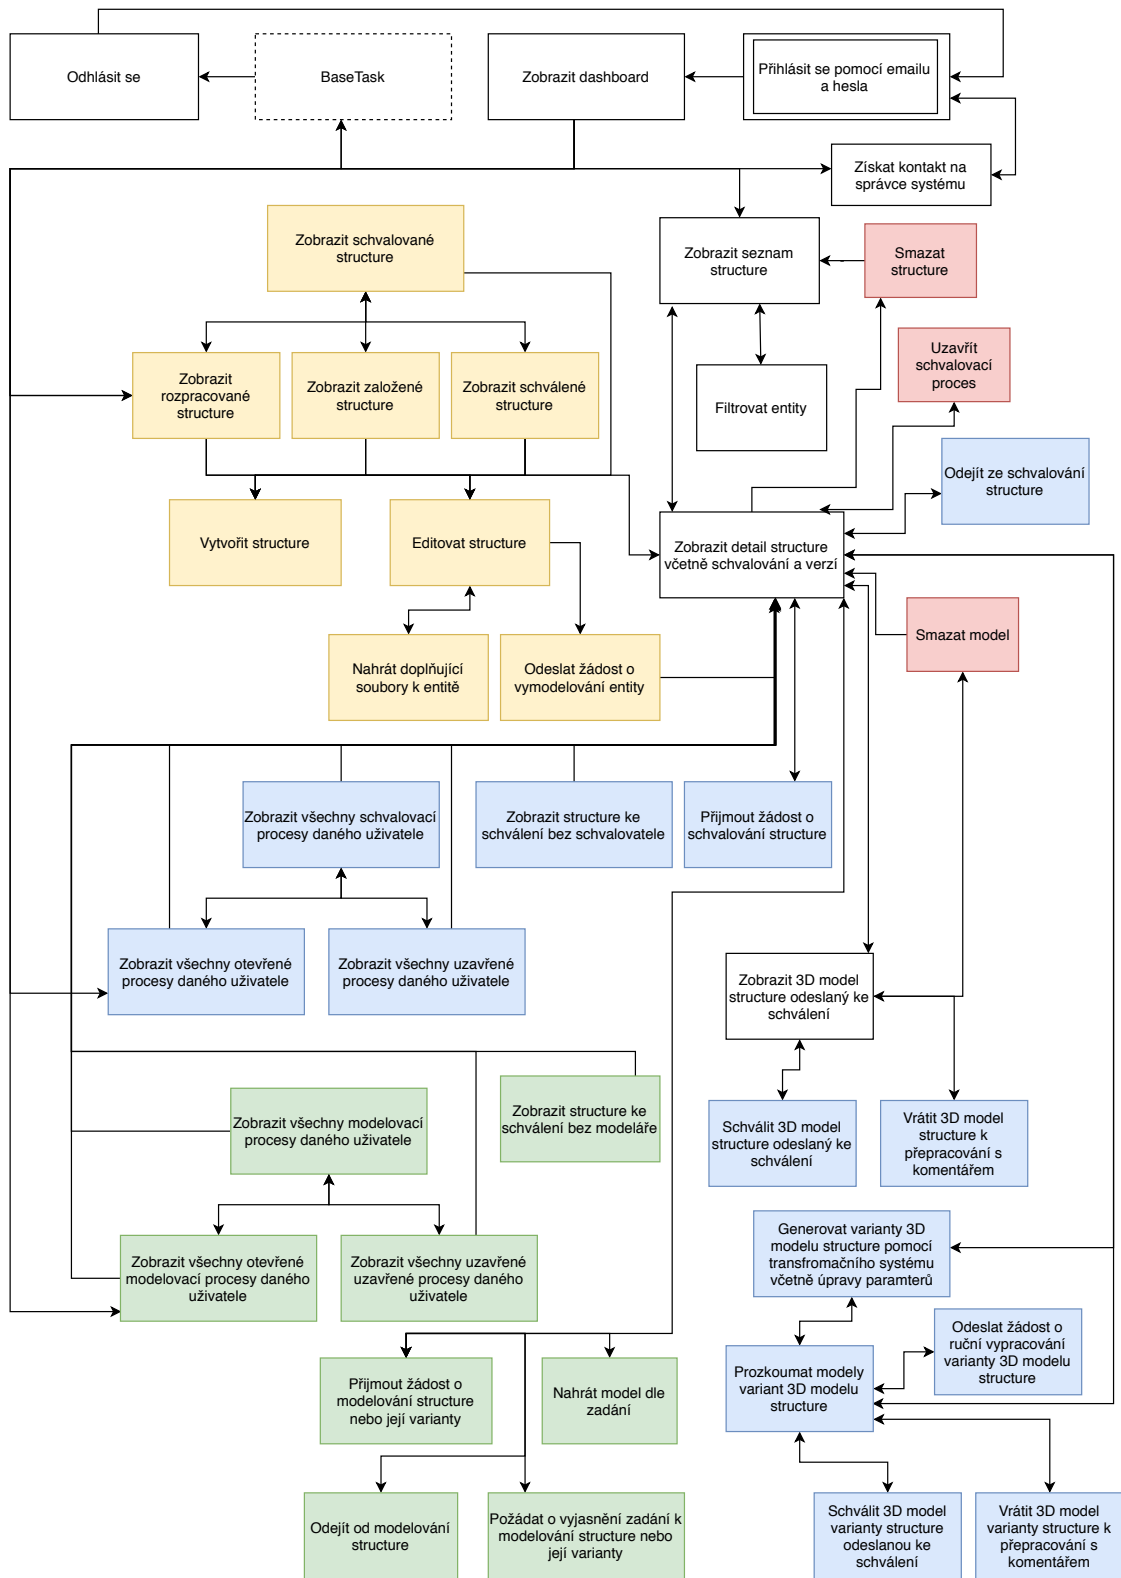 Odhlásit se
BaseTask
Zobrazit dashboard
Přihlásit se pomocí emailu
a hesla
Získat kontakt na
správce systému
Zobrazit schvalované
structure
Zobrazit seznam
structure
Smazat
structure
Uzavřít
schvalovací
proces
Zobrazit
rozpracované
structure
Zobrazit založené
structure
Zobrazit schválené
structure
Filtrovat entity
Odejít ze schvalování
structure
Vytvořit structure
Editovat structure
Zobrazit detail structure
včetně schvalování a verzí
Smazat model
Nahrát doplňující
soubory k entitě
Odeslat žádost o
vymodelování entity
Zobrazit všechny schvalovací
procesy daného uživatele
Zobrazit structure ke
schválení bez schvalovatele
Přijmout žádost o
schvalování structure
Zobrazit všechny otevřené
procesy daného uživatele
Zobrazit všechny uzavřené
procesy daného uživatele
Zobrazit 3D model
structure odeslaný ke
schválení
Zobrazit všechny modelovací
procesy daného uživatele
Zobrazit structure ke
schválení bez modeláře
Schválit 3D model
structure odeslaný ke
schválení
Vrátit 3D model
structure k
přepracování s
komentářem
Zobrazit všechny otevřené
modelovací procesy daného
uživatele
Zobrazit všechny uzavřené
uzavřené procesy daného
uživatele
Generovat varianty 3D
modelu structure pomocí
transfromačního systému
včetně úpravy paramterů
Odeslat žádost o
ruční vypracování
varianty 3D modelu
structure
Přijmout žádost o
modelování structure
nebo její varianty
Nahrát model dle
zadání
Prozkoumat modely
variant 3D modelu
structure
Odejít od modelování
structure
Požádat o vyjasnění zadání k
modelování structure nebo
její varianty
Schválit 3D model
varianty structure
odeslanou ke
schválení
Vrátit 3D model
varianty structure k
přepracování s
komentářem